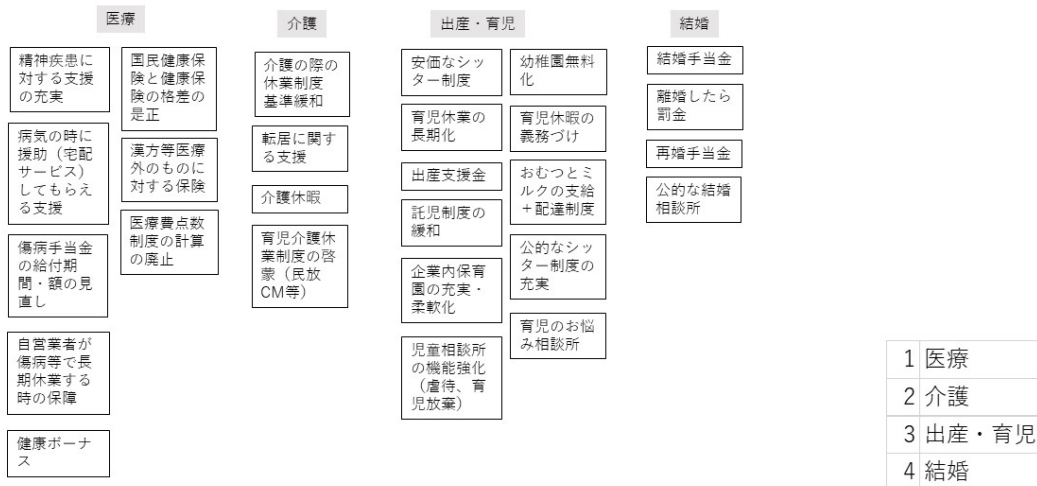 医療
精神疾患に
対する支援
の充実
病気の時に
援助（宅配
サービス）
してもらえ
る支援
傷病手当金
の給付期
間・額の見
直し
自営業者が
傷病等で長
期休業する
時の保障
健康ボーナ
ス
国民健康保
険と健康保
険の格差の
是正
漢方等医療
外のものに
対する保険
医療費点数
制度の計算
の廃止
介護
介護の際の
休業制度
基準緩和
転居に関す
る支援
介護休暇
育児介護休
業制度の啓
蒙（民放
CM等）
出産・育児
安価なシッ
ター制度
育児休業の
長期化
出産支援金
託児制度の
緩和
企業内保育
園の充実・
柔軟化
児童相談所
の機能強化
（虐待、育
児放棄）
幼稚園無料
化
育児休暇の
義務づけ
おむつとミ
ルクの支給
＋配達制度
公的なシッ
ター制度の
充実
育児のお悩
み相談所
結婚
結婚手当金
離婚したら
罰金
再婚手当金
公的な結婚
相談所
1 医療
2 介護
3 出産・育児
4 結婚